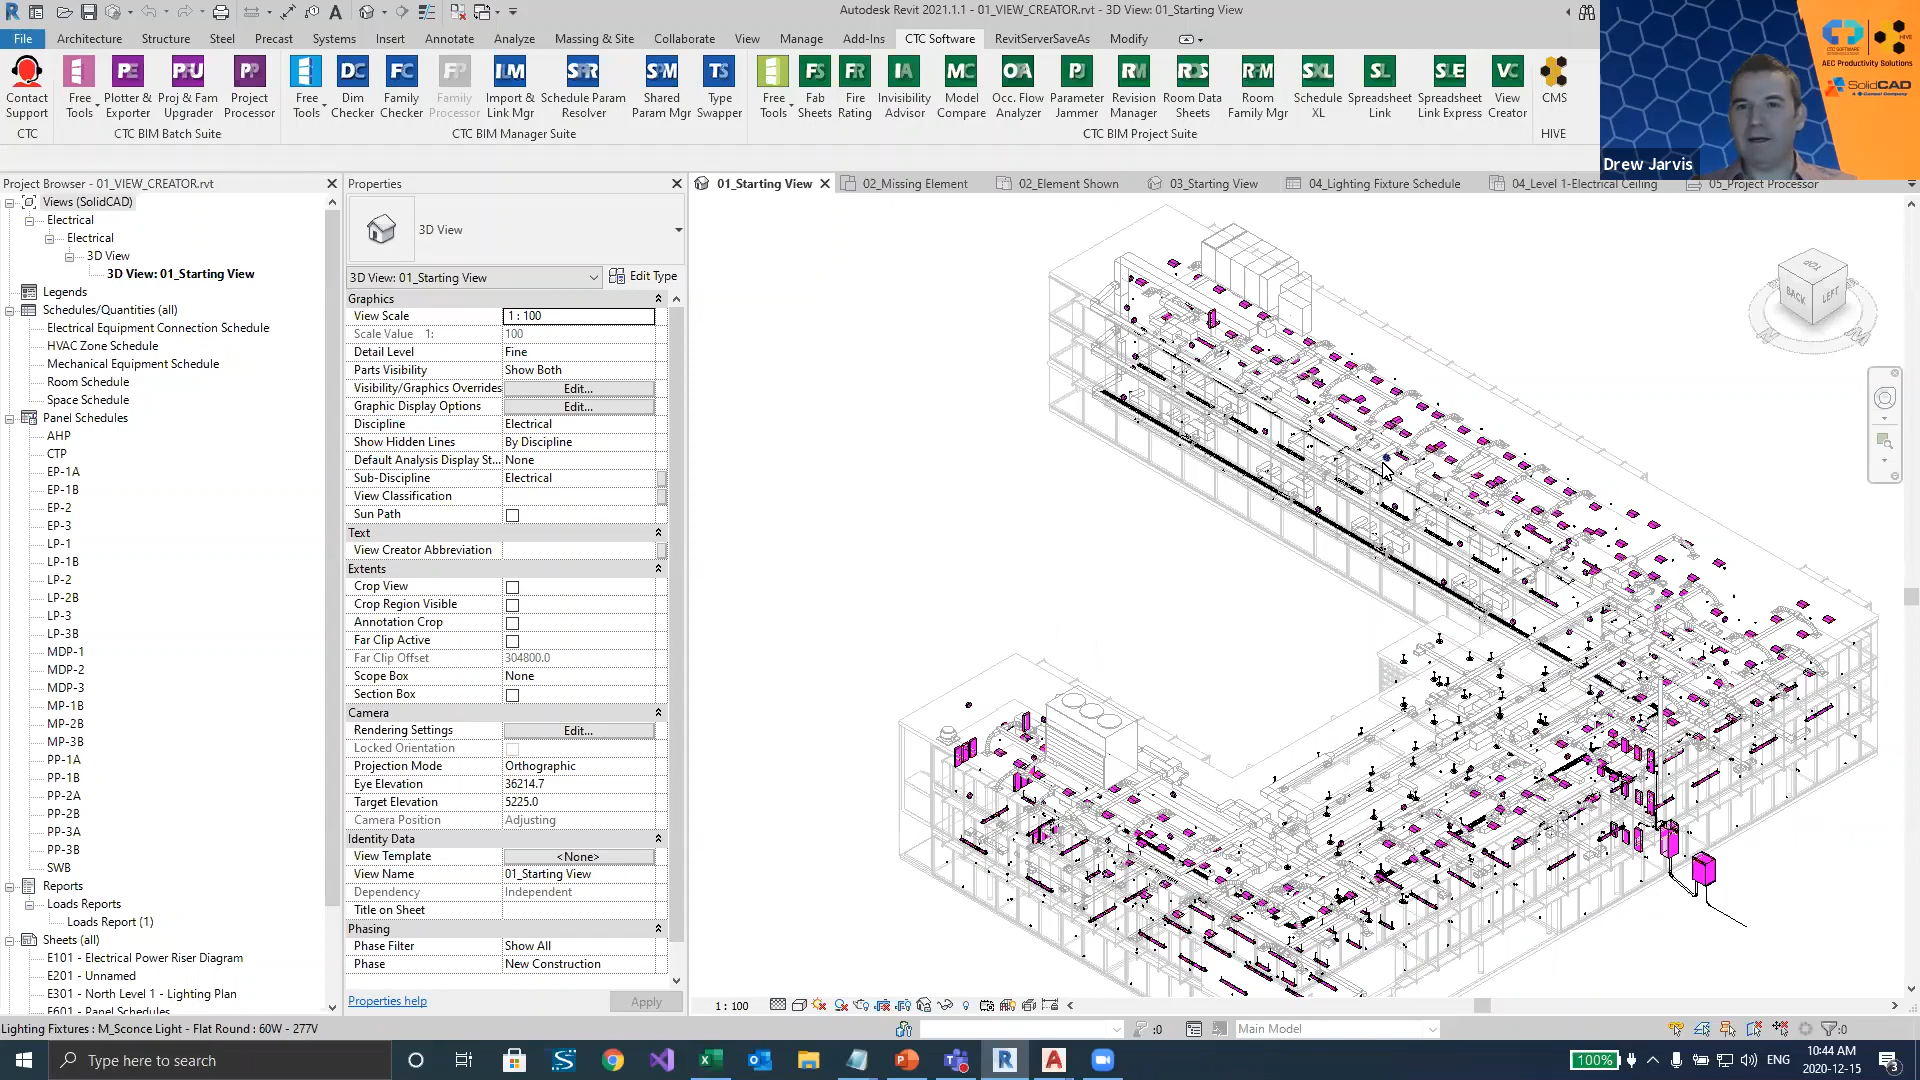 Autodesk Revit 2021.1.1 - 01_VIEW_CREATOR.rvt - 3D View: 01_Starting View
File Architecture Structure Steel Precast Systems Insert Annotate Analyze Massing & Site Collaborate View Manage Add-Ins CTC Software RevitServerSaveAs Modify
Contact Support
Free Tools
Plotter & Exporter
Proj & Fam Upgrader
Project Processor
Free Tools
Dim Checker
Family Checker
Family Processor
Import & Link Mgr
Schedule Param Resolver
Shared Param Mgr
Type Swapper
Free Tools
Fab Sheets
Fire Rating
Invisibility Advisor
Model Compare
Occ. Flow Analyzer
Parameter Jammer
Revision Manager
Room Data Sheets
Room Family Mgr
Schedule XL
Spreadsheet Link
Spreadsheet Link Express
View Creator
CMS
CTC CTC BIM Batch Suite CTC BIM Manager Suite CTC BIM Project Suite HIVE
CTC SOFTWARE HIVE
AEC Productivity Solutions
SolidCAD
Drew Jarvis
Project Browser - 01_VIEW_CREATOR.rvt
Views (SolidCAD)
Electrical
Electrical
3D View
3D View: 01_Starting View
Legends
Schedules/Quantities (all)
Electrical Equipment Connection Schedule
HVAC Zone Schedule
Mechanical Equipment Schedule
Room Schedule
Space Schedule
Panel Schedules
AHP
CTP
EP-1A
EP-1B
EP-2
EP-3
LP-1
LP-1B
LP-2
LP-2B
LP-3
LP-3B
MDP-1
MDP-2
MDP-3
MP-1B
MP-2B
MP-3B
PP-1A
PP-1B
PP-2A
PP-2B
PP-3A
PP-3B
SWB
Reports
Loads Reports
Loads Report (1)
Sheets (all)
E101 - Electrical Power Riser Diagram
E201 - Unnamed
E301 - North Level 1 - Lighting Plan
E601 - Panel Schedules
Properties
3D View
3D View: 01_Starting View Edit Type
Graphics
View Scale 1 : 100
Scale Value 1: 100
Detail Level Fine
Parts Visibility Show Both
Visibility/Graphics Overrides Edit...
Graphic Display Options Edit...
Discipline Electrical
Show Hidden Lines By Discipline
Default Analysis Display St... None
Sub-Discipline Electrical
View Classification
Sun Path
Text
View Creator Abbreviation
Extents
Crop View
Crop Region Visible
Annotation Crop
Far Clip Active
Far Clip Offset 304800.0
Scope Box None
Section Box
Camera
Rendering Settings Edit...
Locked Orientation
Projection Mode Orthographic
Eye Elevation 36214.7
Target Elevation 5225.0
Camera Position Adjusting
Identity Data
View Template <None>
View Name 01_Starting View
Dependency Independent
Title on Sheet
Phasing
Phase Filter Show All
Phase New Construction
Properties help Apply
01_Starting View 02_Missing Element 02_Element Shown 03_Starting View 04_Lighting Fixture Schedule 04_Level 1-Electrical Ceiling 05_Project Processor
TOP
BACK LEFT
1 : 100
Lighting Fixtures : M_Sconce Light - Flat Round : 60W - 277V
:0 Main Model :0
Type here to search
100% ENG 10:44 AM
2020-12-15
3